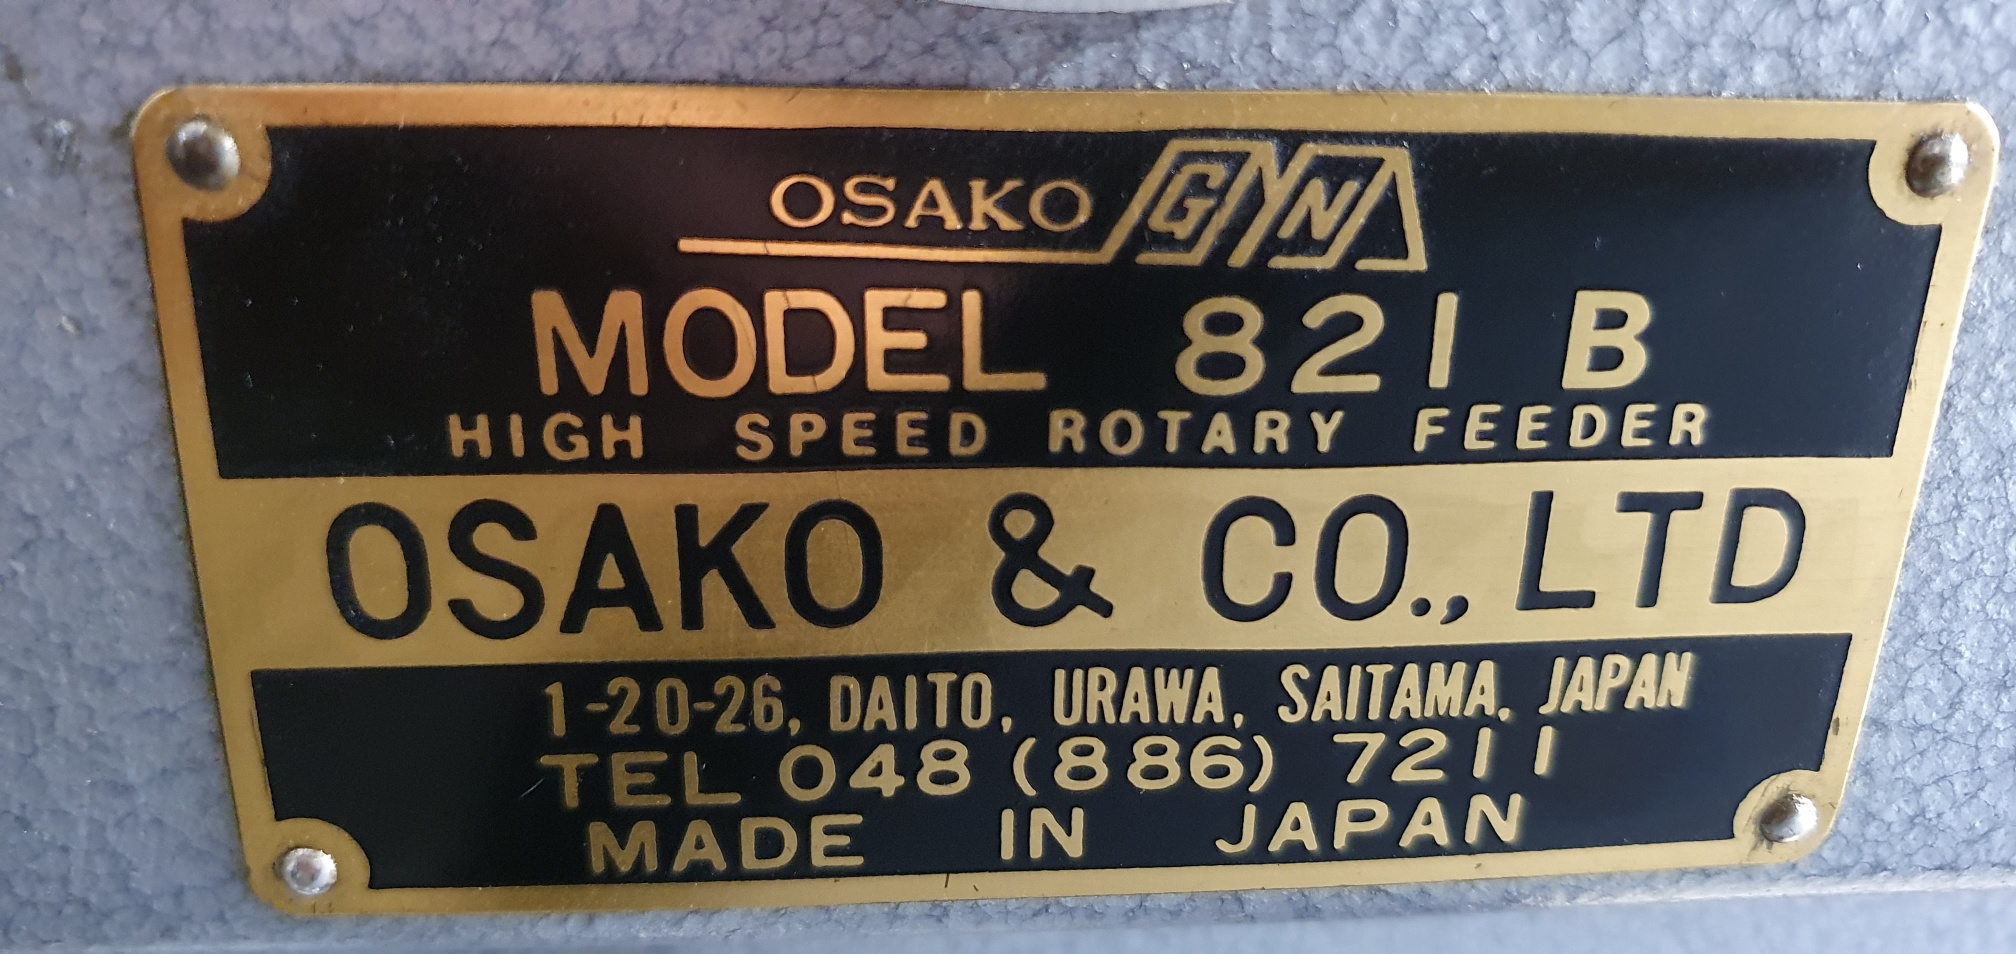 OSAKO GYNA
MODEL 821 B
HIGH SPEED ROTARY FEEDER
OSAKO & CO., LTD
1-20-26, DAITO, URAWA, SAITAMA, JAPAN
TEL 048 (886) 7211
MADE IN JAPAN